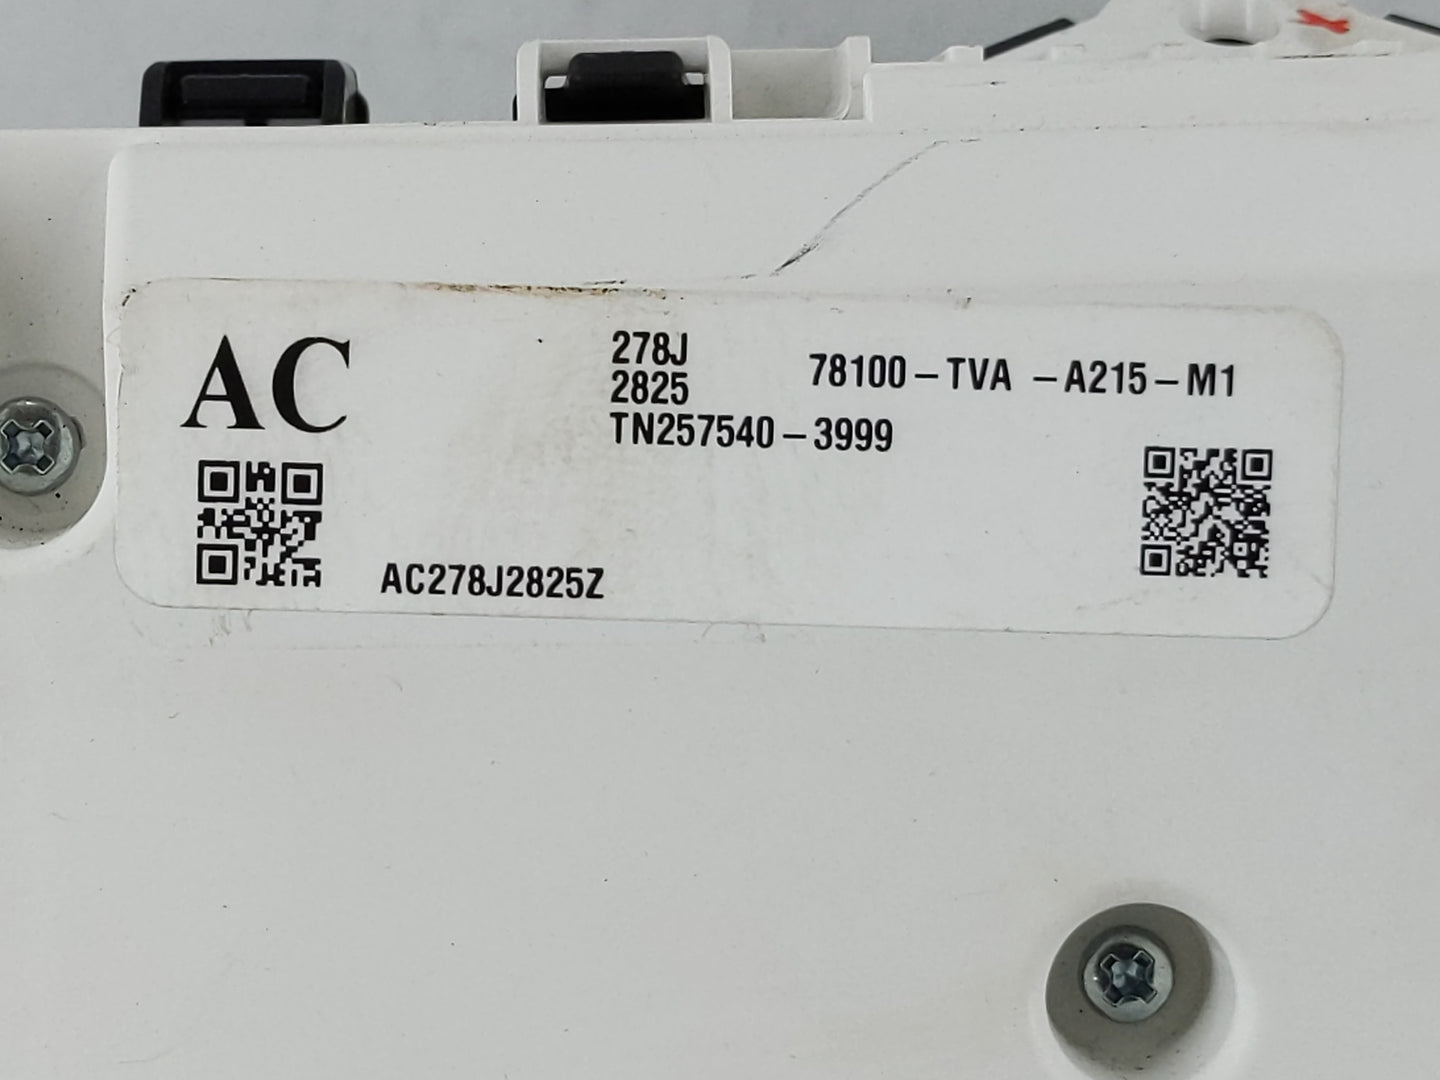 AC
278J
2825
TN257540-3999
78100-TVA -A215-M1
AC278J2825Z